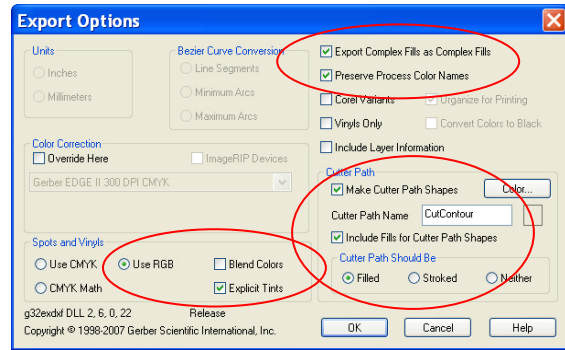 Export Options
Units
Inches
Millimeters
Bezier Curve Conversion
Line Segments
Minimum Arcs
Maximum Arcs
Export Complex Fills as Complex Fills
Preserve Process Color Names
Corel Variants
Organize for Printing
Vinyls Only
Convert Colors to Black
Include Layer Information
Color Correction
Override Here
ImageRIP Devices
Gerber EDGE II 300 DPI CMYK
Cutter Path
Make Cutter Path Shapes
Color...
Cutter Path Name
CutContour
Include Fills for Cutter Path Shapes
Cutter Path Should Be
Filled
Stroked
Neither
Spots and Vinyls
Use CMYK
Use RGB
Blend Colors
CMYK Math
Explicit Tints
g32exdxf DLL 2, 6, 0, 22 Release
Copyright © 1998-2007 Gerber Scientific International, Inc.
OK
Cancel
Help